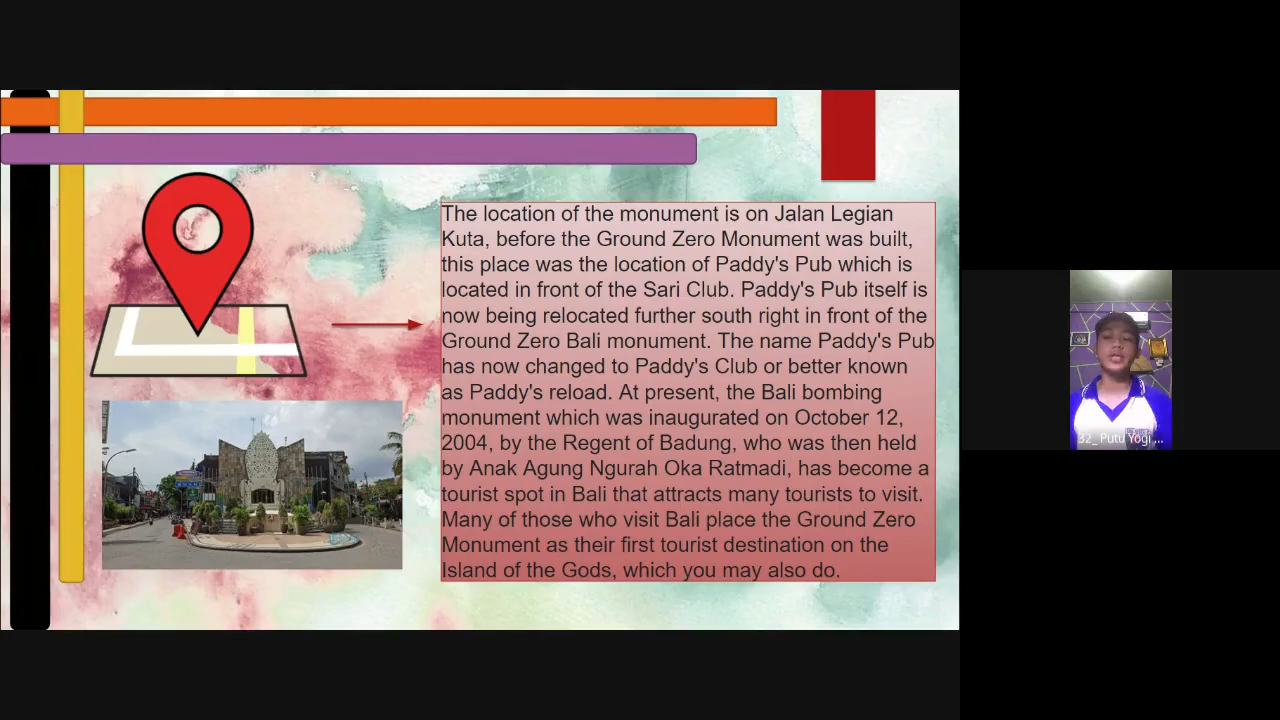 The location of the monument is on Jalan Legian
Kuta, before the Ground Zero Monument was built,
this place was the location of Paddy's Pub which is
located in front of the Sari Club. Paddy's Pub itself is
now being relocated further south right in front of the
Ground Zero Bali monument. The name Paddy's Pub
has now changed to Paddy's Club or better known
as Paddy's reload. At present, the Bali bombing
monument which was inaugurated on October 12,
2004, by the Regent of Badung, who was then held
by Anak Agung Ngurah Oka Ratmadi, has become a
tourist spot in Bali that attracts many tourists to visit.
Many of those who visit Bali place the Ground Zero
Monument as their first tourist destination on the
Island of the Gods, which you may also do.
32_ Putu Yogi ...